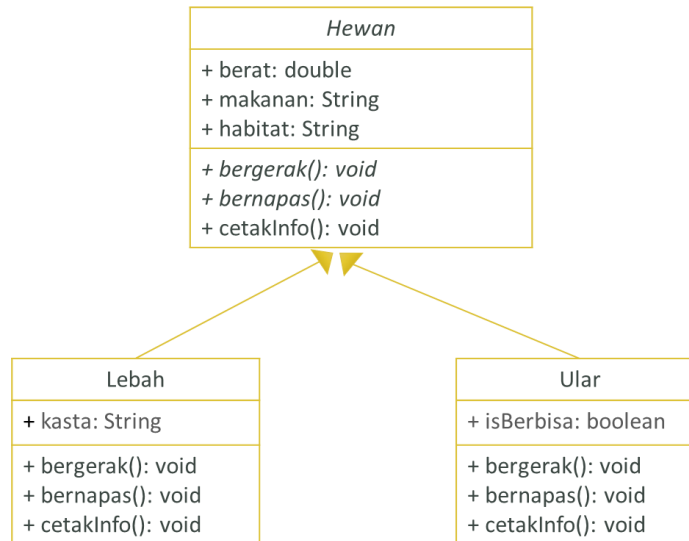 Hewan
+ berat: double
+ makanan: String
+ habitat: String
+ bergerak(): void
+ bernapas(): void
+ cetakInfo(): void
Lebah
+ kasta: String
+ bergerak(): void
+ bernapas(): void
+ cetakInfo(): void
Ular
+ isBerbisa: boolean
+ bergerak(): void
+ bernapas(): void
+ cetakInfo(): void